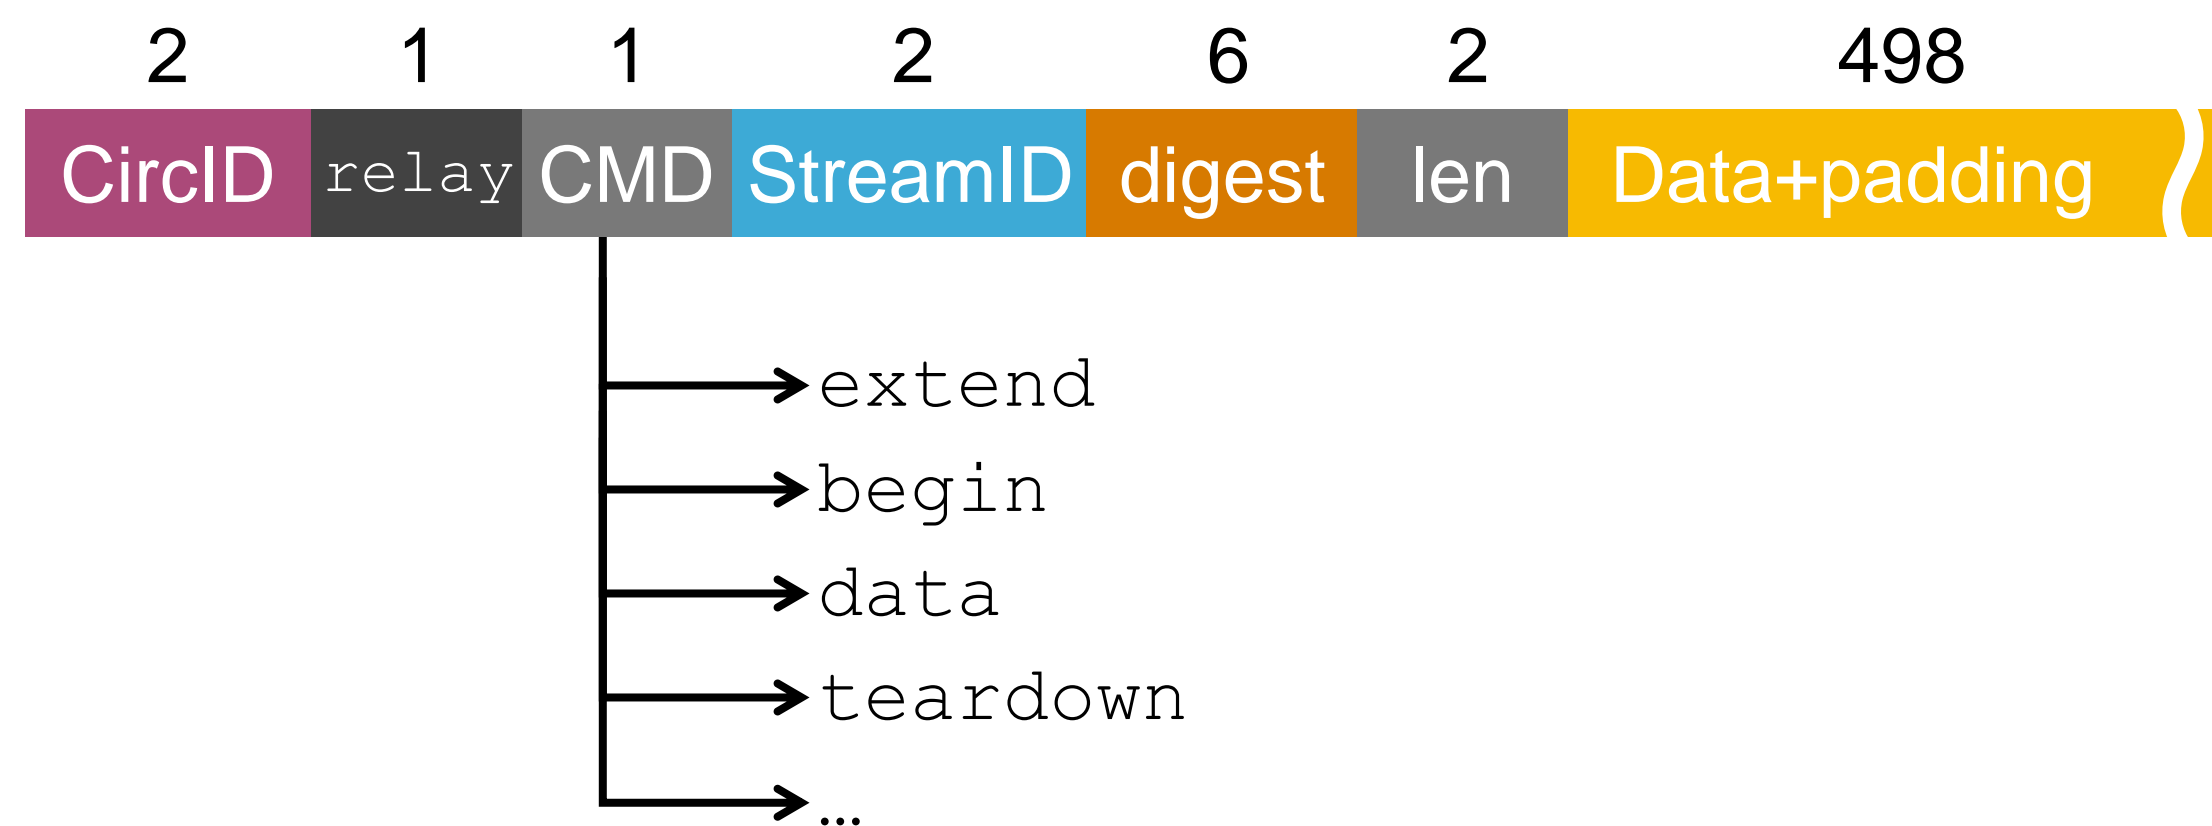 2 1 1 2 6 2 498
CircID relay CMD StreamID digest len Data+padding
extend
begin
data
teardown
…